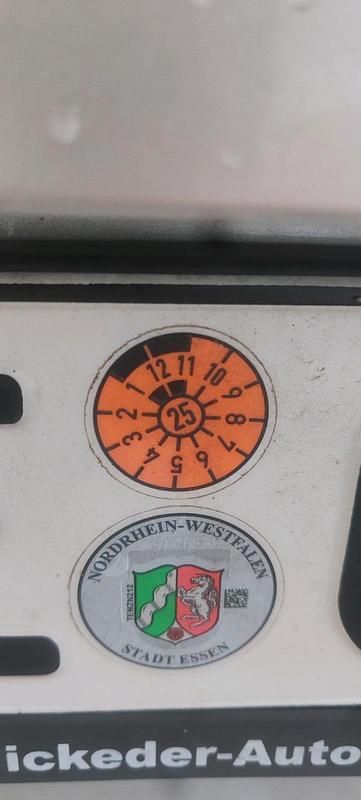 12 11 10
1 9
2 25 8
3 7
4 5 6
NORDRHEIN-WESTFALEN
TEMZN212
STADT ESSEN
ickeder-Auto